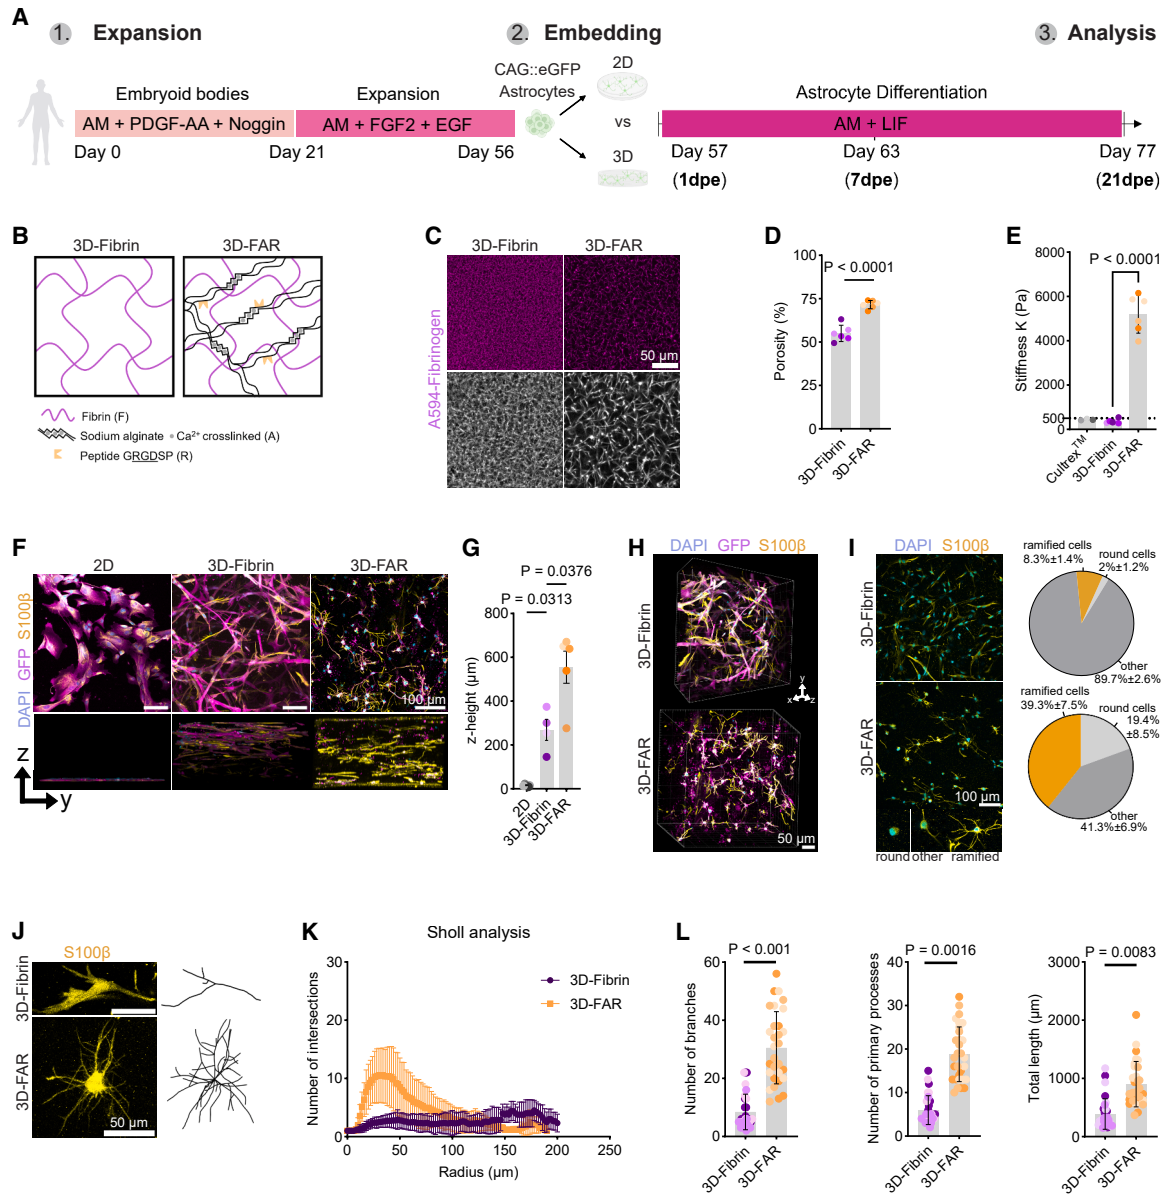 A
1. Expansion
2. Embedding
3. Analysis
CAG::eGFP
Astrocytes
2D
vs
3D
Embryoid bodies
Expansion
Astrocyte Differentiation
AM + PDGF-AA + Noggin
AM + FGF2 + EGF
AM + LIF
Day 0
Day 21
Day 56
Day 57
(1dpe)
Day 63
(7dpe)
Day 77
(21dpe)
B
3D-Fibrin
3D-FAR
Fibrin (F)
Sodium alginate
Ca2+ crosslinked (A)
Peptide GRGDSP (R)
C
3D-Fibrin
3D-FAR
A594-Fibrinogen
50 µm
D
P < 0.0001
Porosity (%)
100
75
50
25
0
3D-Fibrin
3D-FAR
E
P < 0.0001
Stiffness K (Pa)
8000
6000
4000
2000
500
0
Cultrex™
3D-Fibrin
3D-FAR
F
2D
3D-Fibrin
3D-FAR
DAPI GFP S100β
100 µm
z
y
G
P = 0.0376
P = 0.0313
z-height (µm)
800
600
400
200
0
2D
3D-Fibrin
3D-FAR
H
DAPI GFP S100β
3D-Fibrin
3D-FAR
y
x
z
50 µm
I
DAPI S100β
3D-Fibrin
3D-FAR
100 µm
round
other
ramified
ramified cells
8.3%±1.4%
round cells
2%±1.2%
other
89.7%±2.6%
ramified cells
39.3%±7.5%
round cells
19.4%
±8.5%
other
41.3%±6.9%
J
S100β
3D-Fibrin
3D-FAR
50 µm
K
Sholl analysis
Number of intersections
30
20
10
0
0
50
100
150
200
250
Radius (µm)
3D-Fibrin
3D-FAR
L
P < 0.001
Number of branches
60
40
20
0
3D-Fibrin
3D-FAR
P = 0.0016
Number of primary processes
40
30
20
10
0
3D-Fibrin
3D-FAR
P = 0.0083
Total length (µm)
3000
2000
1000
0
3D-Fibrin
3D-FAR